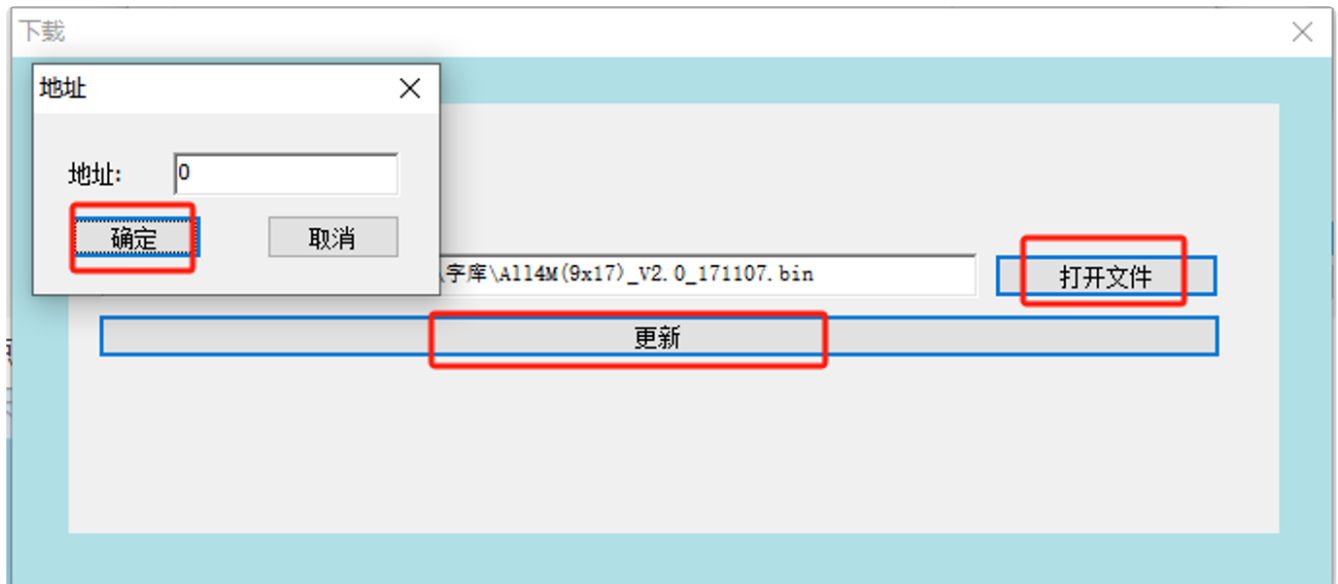 下载
地址
地址:
0
确定
取消
\字库\All4M(9x17)_V2.0_171107.bin
打开文件
更新